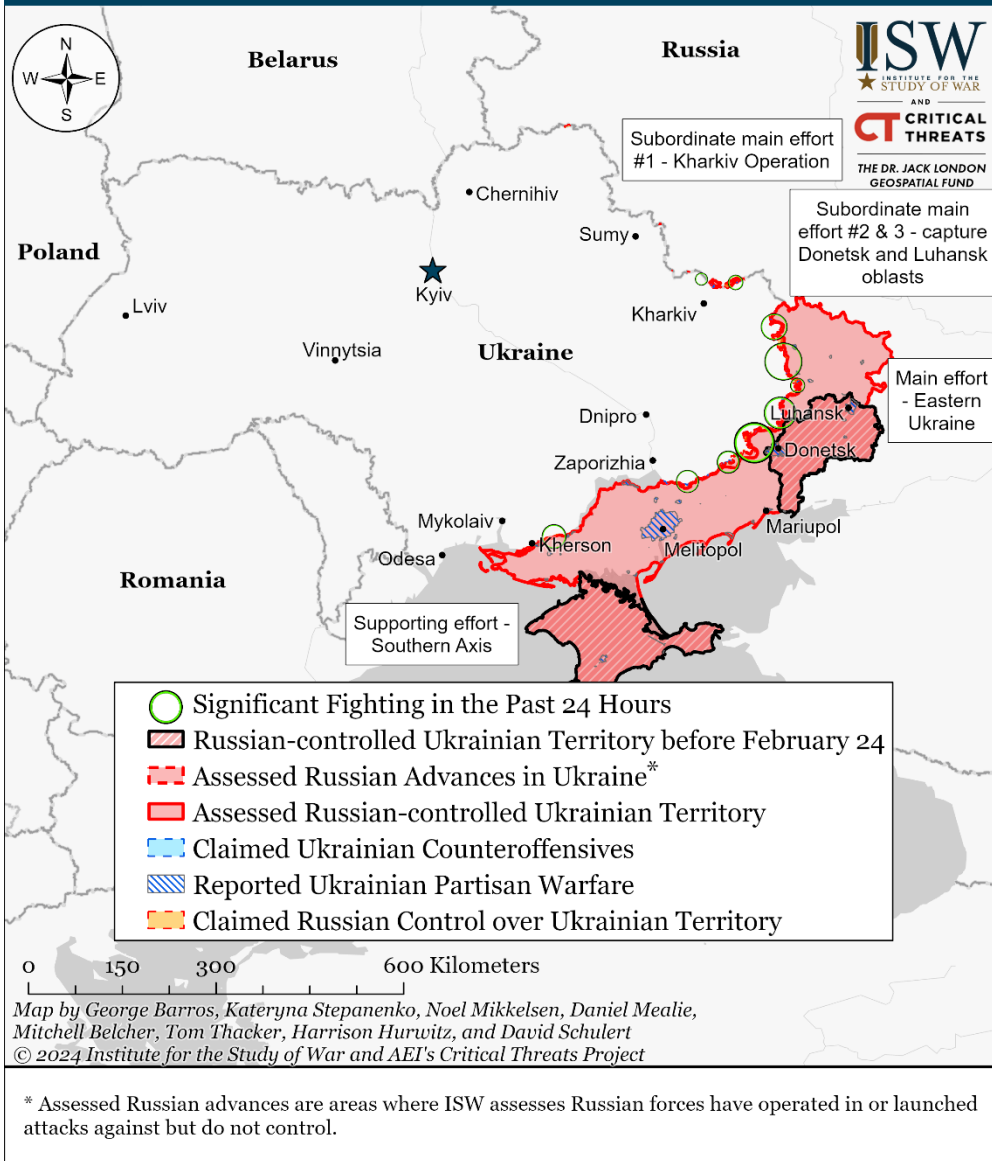 N
W
E
S
Belarus
Russia
ISW
INSTITUTE FOR THE
STUDY OF WAR
AND
CT CRITICAL
THREATS
THE DR. JACK LONDON
GEOSPATIAL FUND
Subordinate main effort
#1 - Kharkiv Operation
Subordinate main
effort #2 & 3 - capture
Donetsk and Luhansk
oblasts
Chernihiv
Sumy
Poland
Kyiv
Lviv
Kharkiv
Vinnytsia
Ukraine
Main effort
- Eastern
Ukraine
Luhansk
Dnipro
Donetsk
Zaporizhia
Mykolaiv
Mariupol
Kherson
Melitopol
Odesa
Romania
Supporting effort -
Southern Axis
Significant Fighting in the Past 24 Hours
Russian-controlled Ukrainian Territory before February 24
Assessed Russian Advances in Ukraine*
Assessed Russian-controlled Ukrainian Territory
Claimed Ukrainian Counteroffensives
Reported Ukrainian Partisan Warfare
Claimed Russian Control over Ukrainian Territory
0 150 300 600 Kilometers
Map by George Barros, Kateryna Stepanenko, Noel Mikkelsen, Daniel Mealie,
Mitchell Belcher, Tom Thacker, Harrison Hurwitz, and David Schulert
© 2024 Institute for the Study of War and AEI's Critical Threats Project
* Assessed Russian advances are areas where ISW assesses Russian forces have operated in or launched
attacks against but do not control.